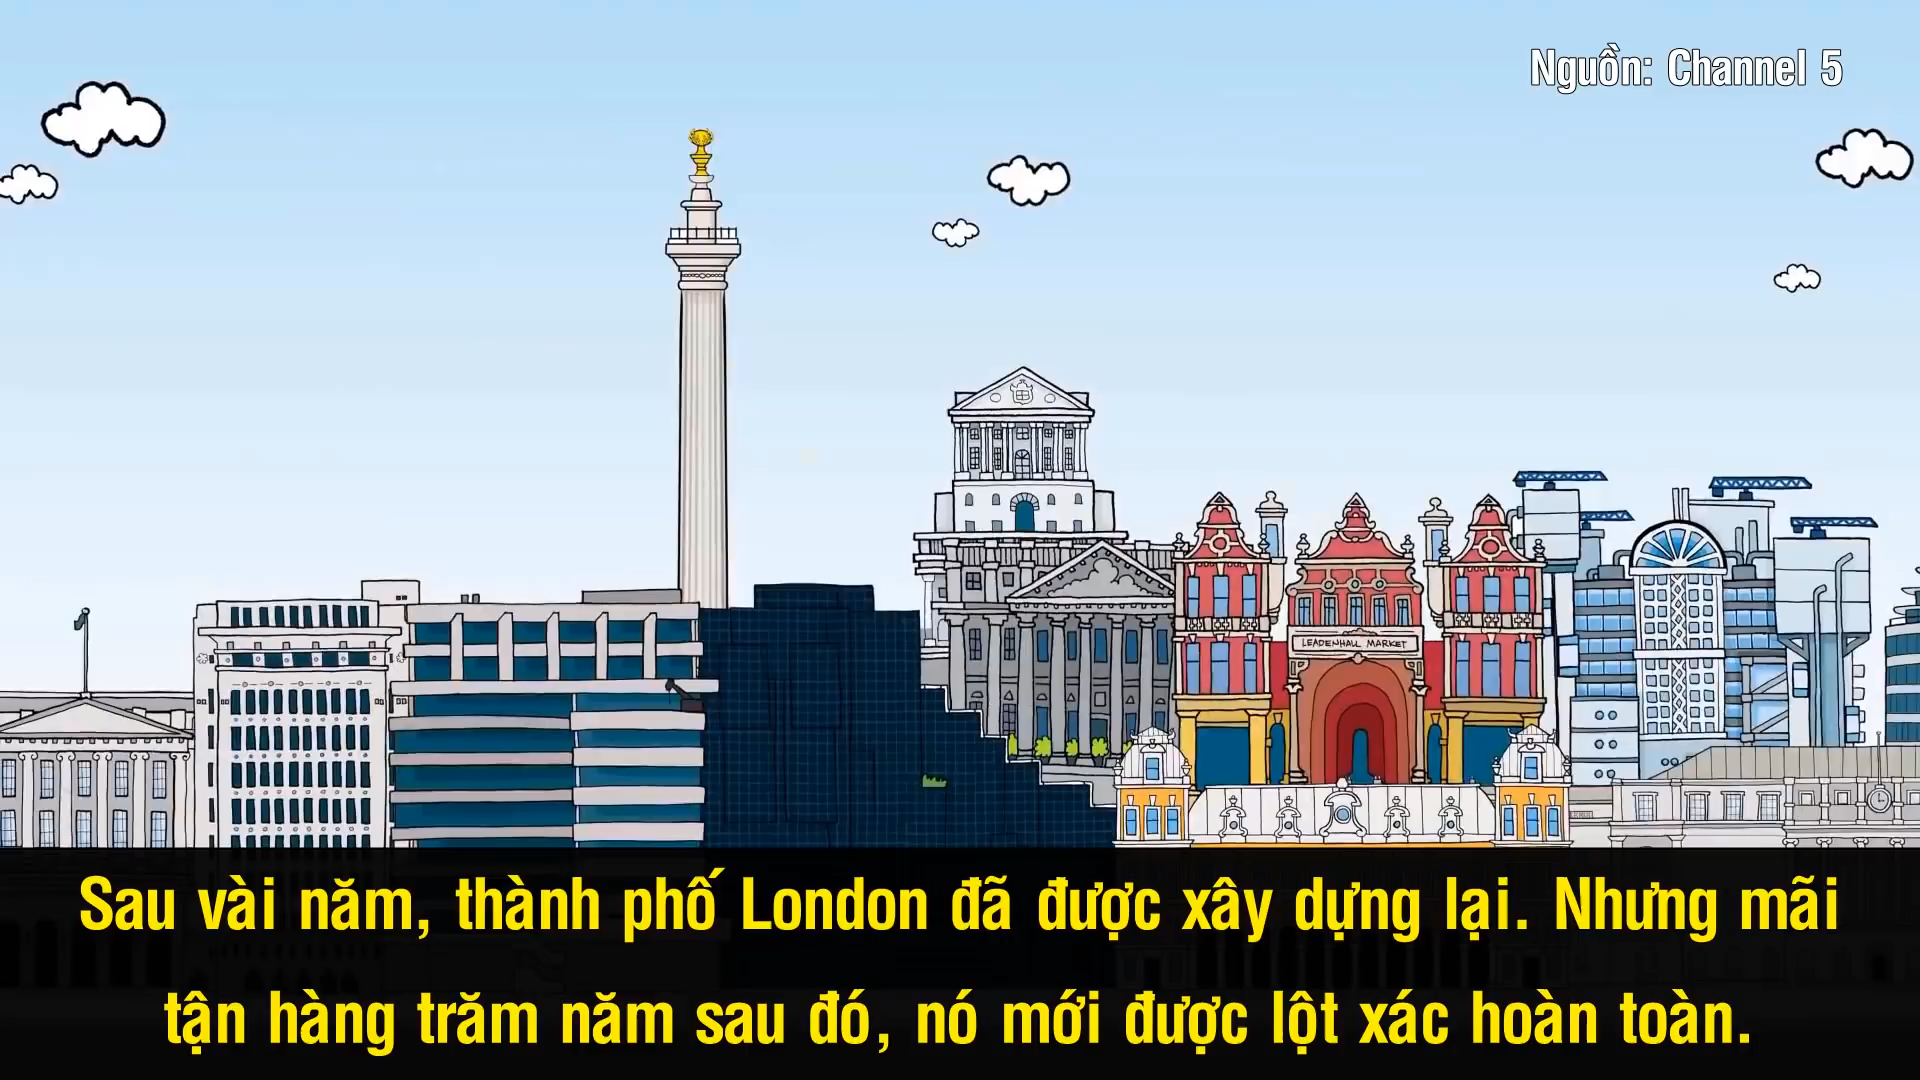 Nguồn: Channel 5
LEADENHALL MARKET
Sau vài năm, thành phố London đã được xây dựng lại. Nhưng mãi
tận hàng trăm năm sau đó, nó mới được lột xác hoàn toàn.